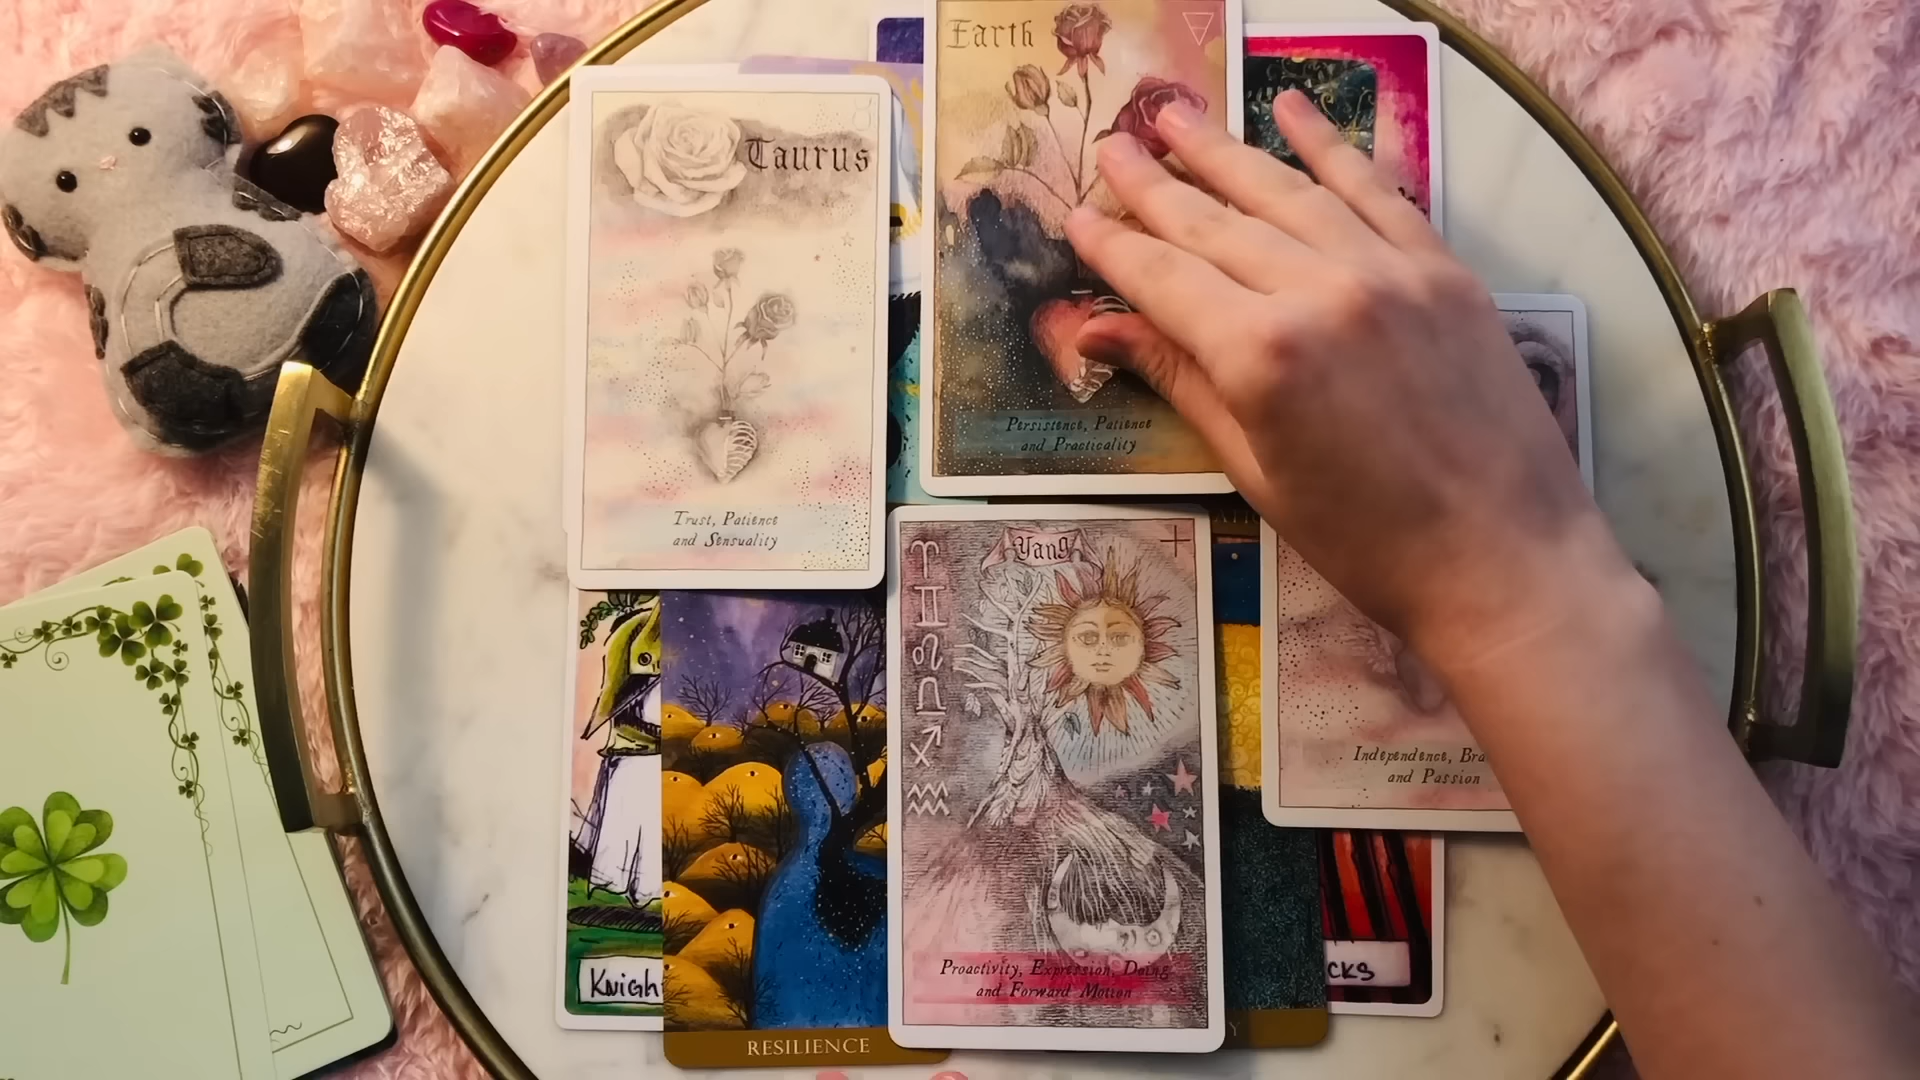 Earth
Taurus
Persistence, Patience
and Practicality
Trust, Patience
and Sensuality
Yang
Independence,
and Passion
Proactivity, Expression, Doing
and Forward Motion
RESILIENCE